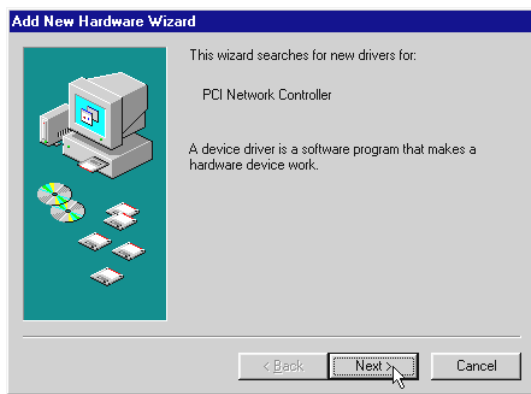 Add New Hardware Wizard
This wizard searches for new drivers for:
PCI Network Controller
A device driver is a software program that makes a
hardware device work.
< Back
Next >
Cancel